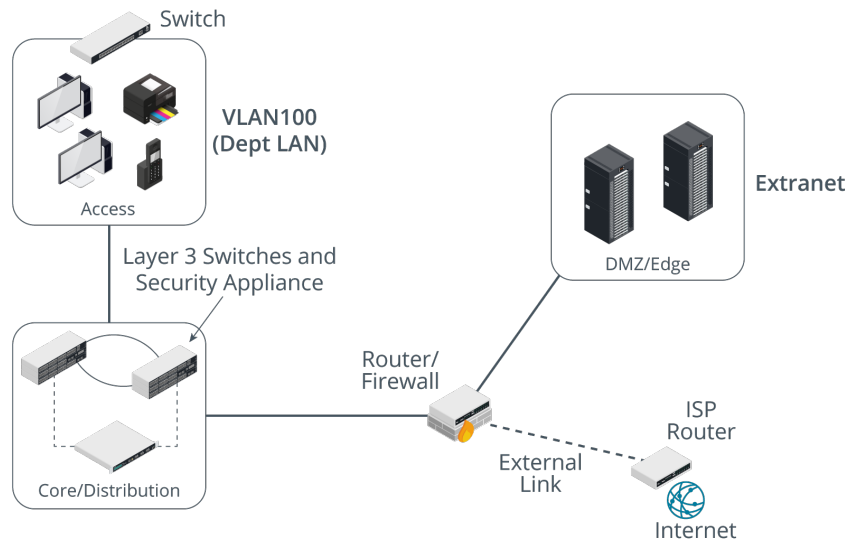 Switch
VLAN100
(Dept LAN)
Access
Extranet
DMZ/Edge
Layer 3 Switches and
Security Appliance
Router/
Firewall
ISP
Router
External
Link
Core/Distribution
Internet